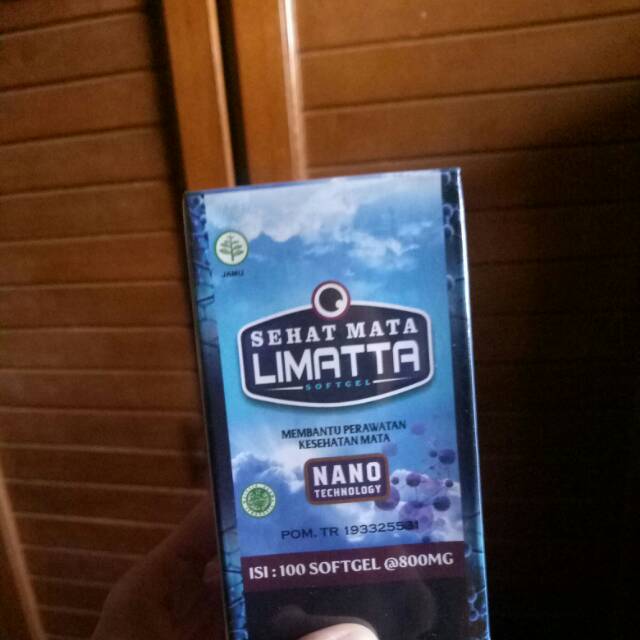 JAMU
SEHAT MATA
LIMATTA
SOFTGEL
MEMBANTU PERAWATAN
KESEHATAN MATA
NANO
TECHNOLOGY
POM. TR 193325531
ISI : 100 SOFTGEL @800MG